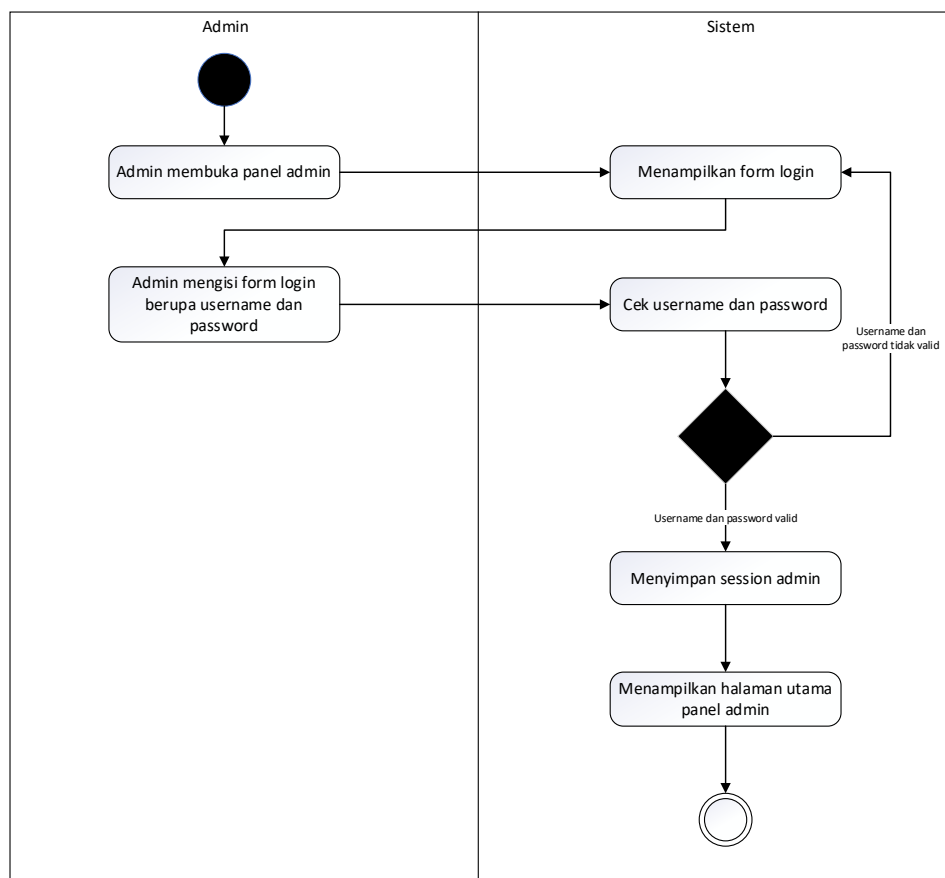 Admin
Sistem
Admin membuka panel admin
Menampilkan form login
Admin mengisi form login
berupa username dan
password
Cek username dan password
Username dan
password tidak valid
Username dan password valid
Menyimpan session admin
Menampilkan halaman utama
panel admin